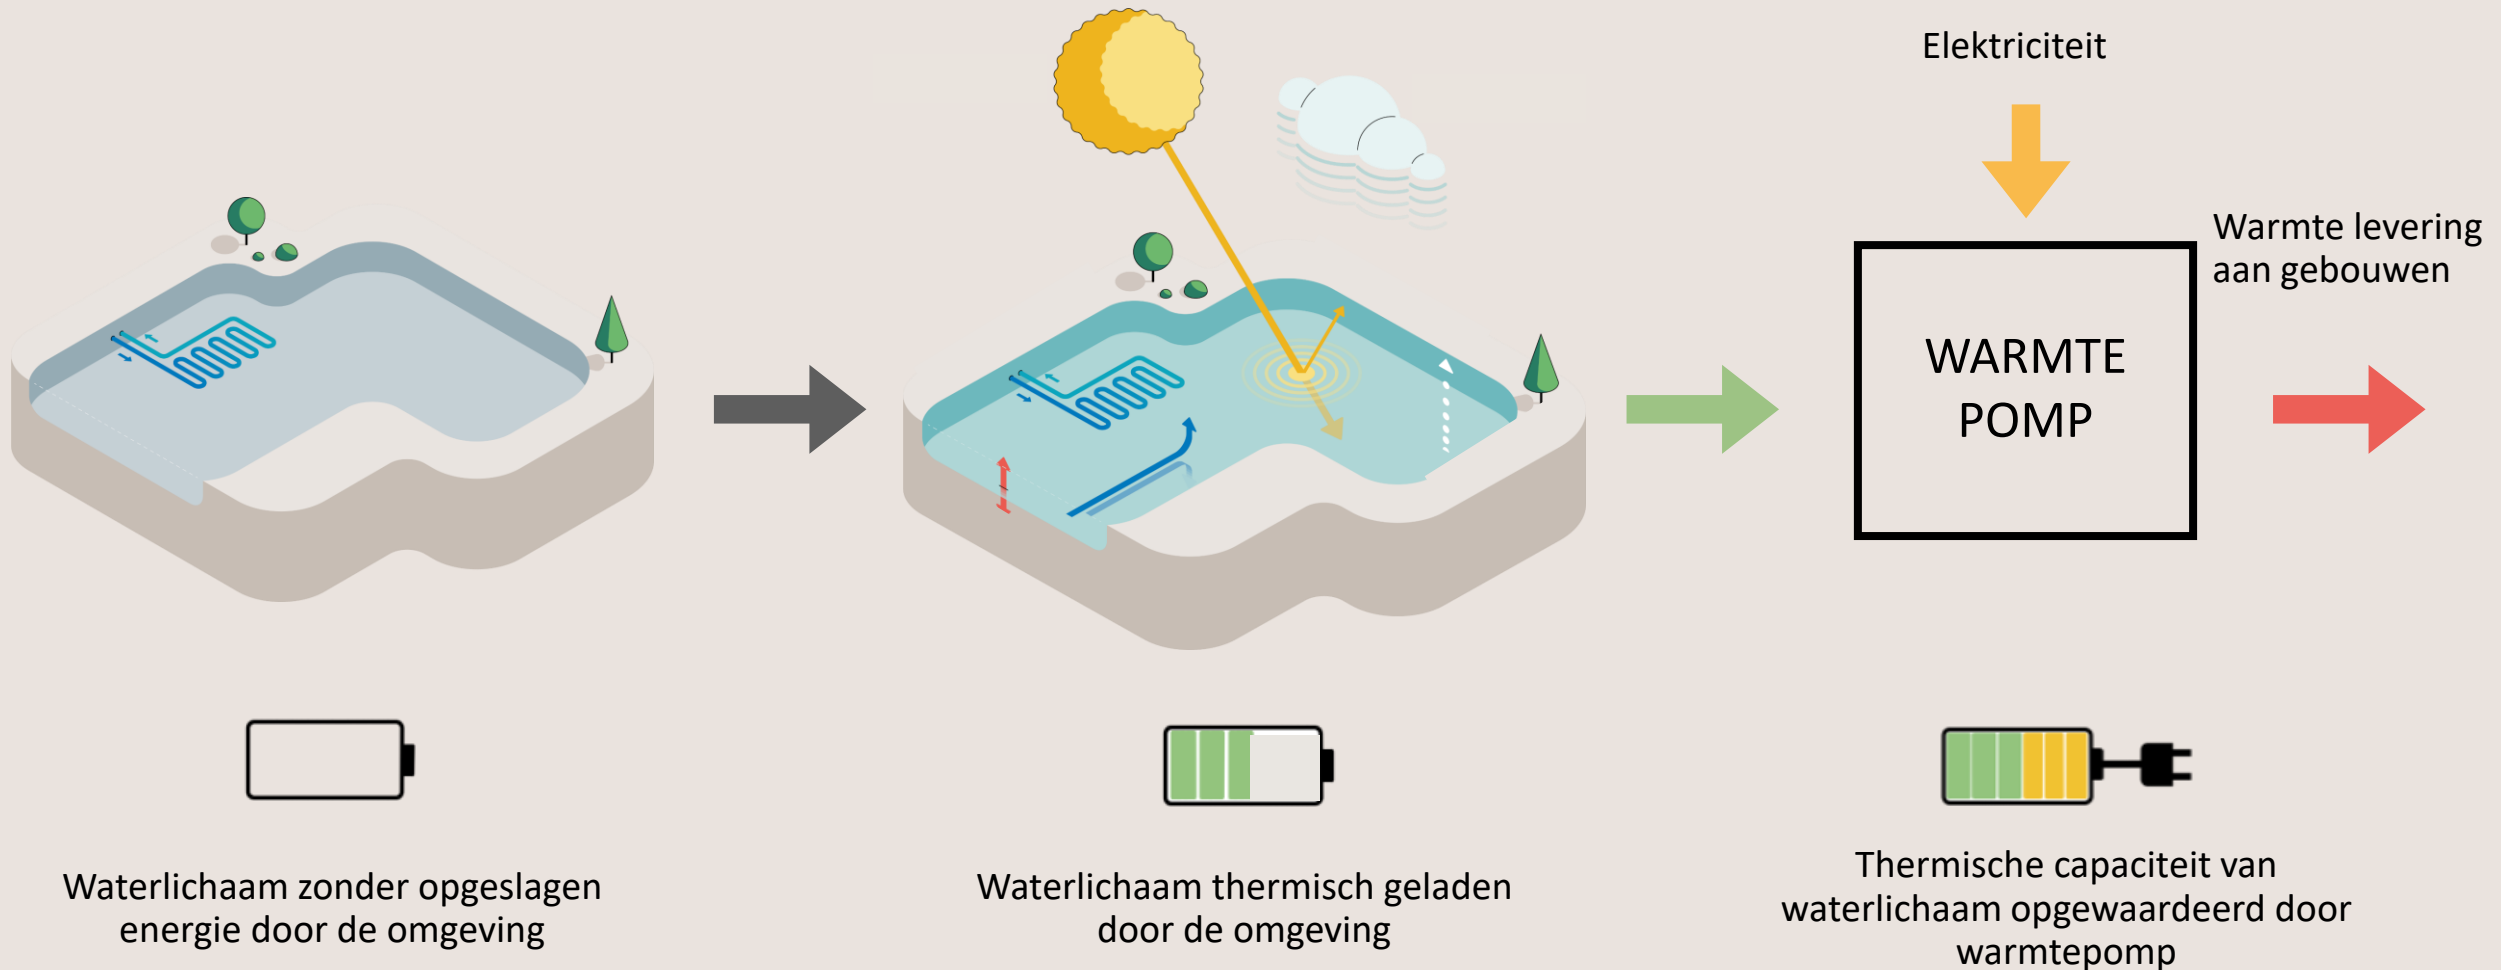 Elektriciteit
Warmte levering
aan gebouwen
WARMTE
POMP
Waterlichaam zonder opgeslagen
energie door de omgeving
Waterlichaam thermisch geladen
door de omgeving
Thermische capaciteit van
waterlichaam opgewaardeerd door
warmtepomp